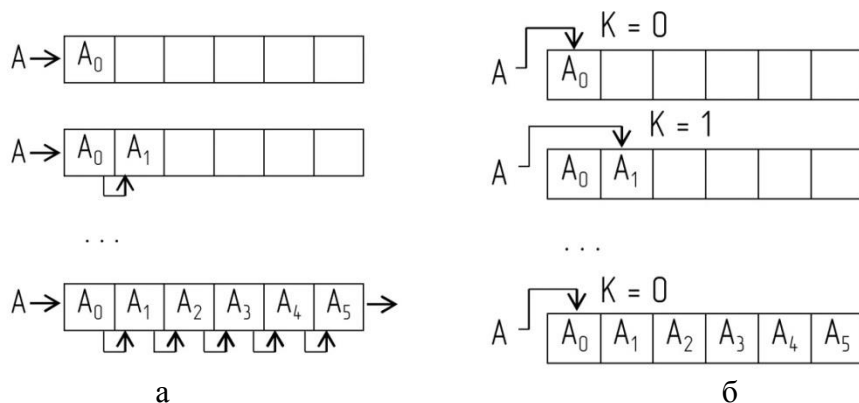 A A₀
A A₀ A₁
. . .
A A₀ A₁ A₂ A₃ A₄ A₅
а
K = 0
A A₀
K = 1
A A₀ A₁
. . .
K = 0
A A₀ A₁ A₂ A₃ A₄ A₅
б